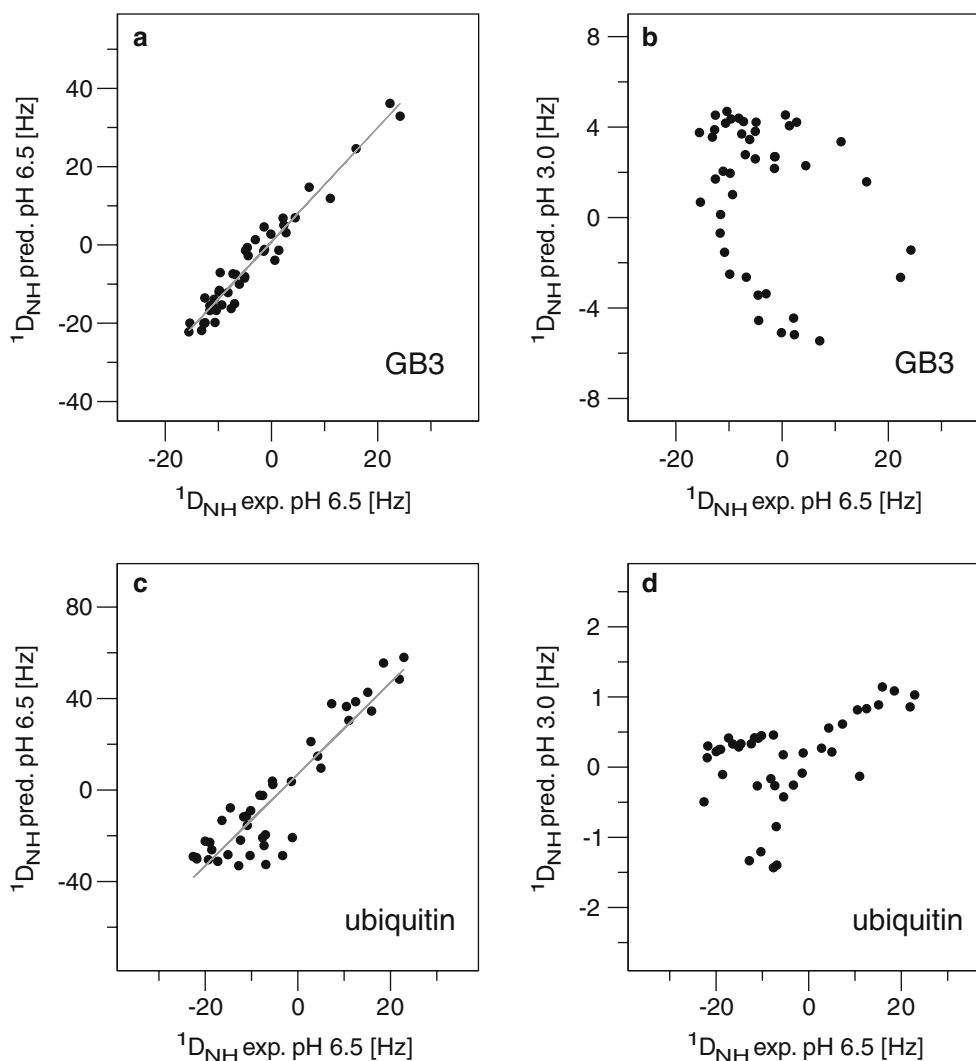 a
40
20
0
-20
-40
-20 0 20
¹DNH pred. pH 6.5 [Hz]
¹DNH exp. pH 6.5 [Hz]
GB3
b
8
4
0
-4
-8
-20 0 20
¹DNH pred. pH 3.0 [Hz]
¹DNH exp. pH 6.5 [Hz]
GB3
c
80
40
0
-40
-20 0 20
¹DNH pred. pH 6.5 [Hz]
¹DNH exp. pH 6.5 [Hz]
ubiquitin
d
2
1
0
-1
-2
-20 0 20
¹DNH pred. pH 3.0 [Hz]
¹DNH exp. pH 6.5 [Hz]
ubiquitin